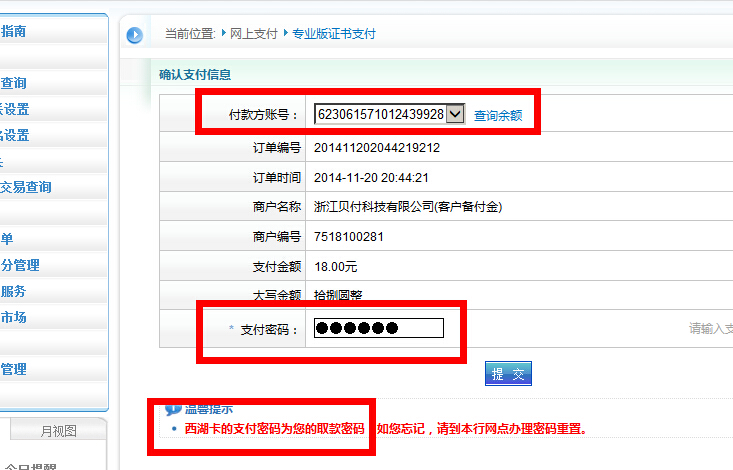 指南
查询
设置
设置
交易查询
单
分管理
服务
市场
管理
月视图
今日提醒
当前位置: 网上支付 专业版证书支付
确认支付信息
付款方账号： 623061571012439928 查询余额
订单编号 201411202044219212
订单时间 2014-11-20 20:44:21
商户名称 浙江贝付科技有限公司(客户备付金)
商户编号 7518100281
支付金额 18.00元
大写金额 拾捌圆整
* 支付密码： ●●●●●● 请输入支
提 交
温馨提示
西湖卡的支付密码为您的取款密码，如您忘记，请到本行网点办理密码重置。